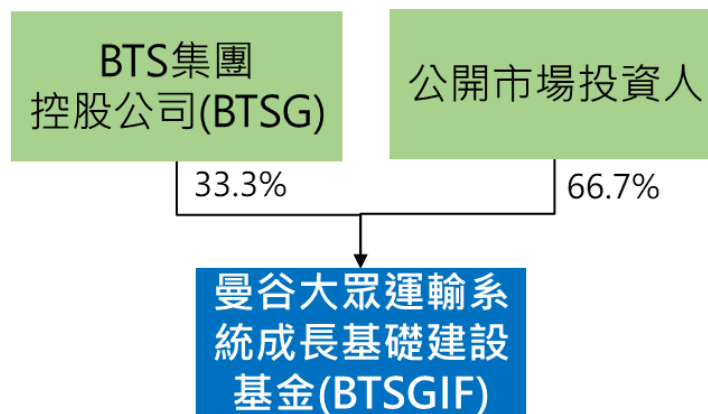 BTS集團
控股公司(BTSG)
公開市場投資人
33.3%
66.7%
曼谷大眾運輸系
統成長基礎建設
基金(BTSGIF)